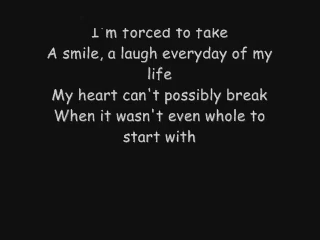 I'm forced to take
A smile, a laugh everyday of my
life
My heart can't possibly break
When it wasn't even whole to
start with